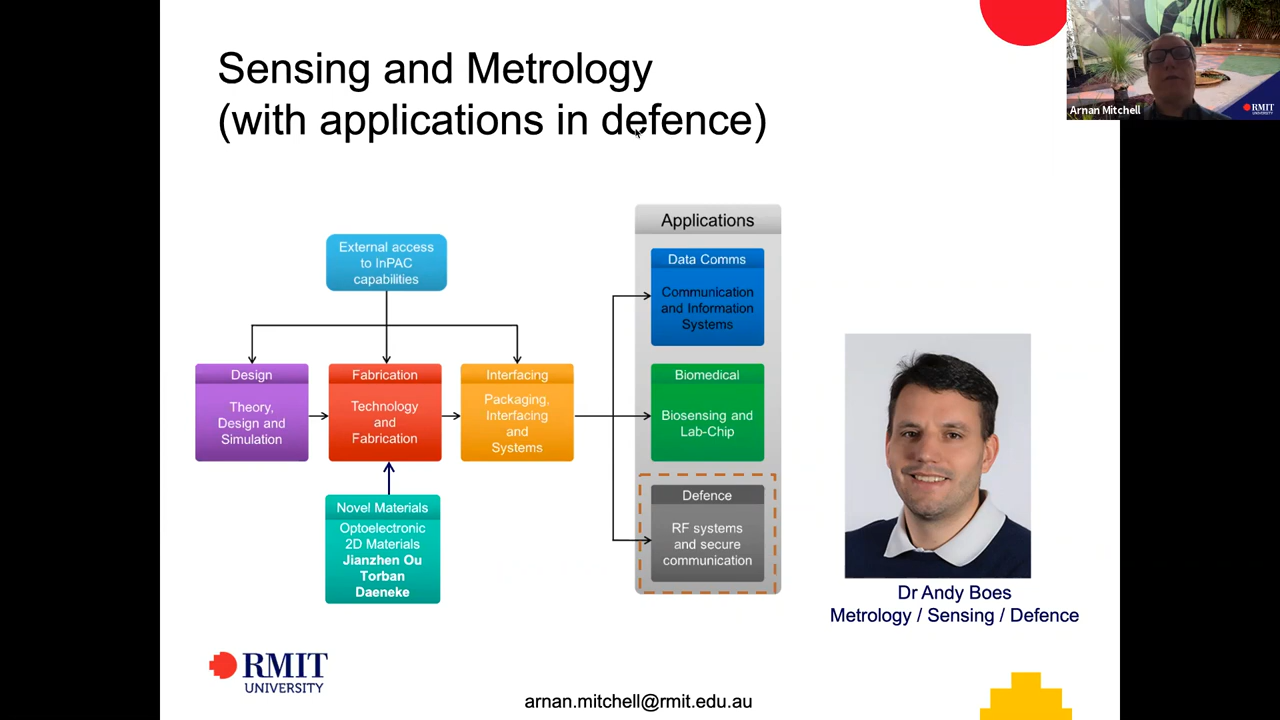 Sensing and Metrology
(with applications in defence)
Arnan Mitchell
RMIT
UNIVERSITY
External access
to InPAC
capabilities
Design
Theory,
Design and
Simulation
Fabrication
Technology
and
Fabrication
Interfacing
Packaging,
Interfacing
and
Systems
Novel Materials
Optoelectronic
2D Materials
Jianzhen Ou
Torban
Daeneke
Applications
Data Comms
Communication
and Information
Systems
Biomedical
Biosensing and
Lab-Chip
Defence
RF systems
and secure
communication
Dr Andy Boes
Metrology / Sensing / Defence
RMIT
UNIVERSITY
arnan.mitchell@rmit.edu.au